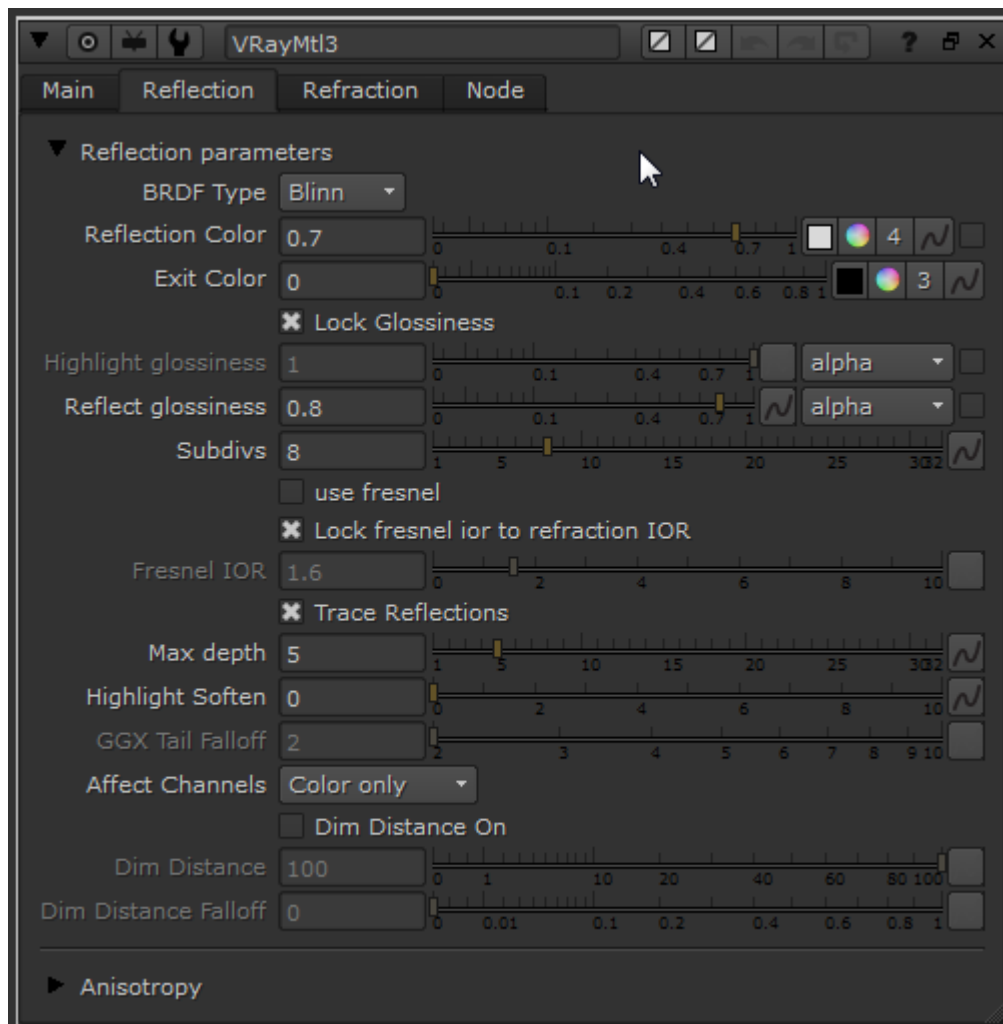 VRayMtl3 ?
Main Reflection Refraction Node
Reflection parameters
BRDF Type Blinn
Reflection Color 0.7 0 0.1 0.4 0.7 1 4
Exit Color 0 0 0.1 0.2 0.4 0.6 0.8 1 3
Lock Glossiness
Highlight glossiness 1 0 0.1 0.4 0.7 1 alpha
Reflect glossiness 0.8 0 0.1 0.4 0.7 1 alpha
Subdivs 8 1 5 10 15 20 25 3032
use fresnel
Lock fresnel ior to refraction IOR
Fresnel IOR 1.6 0 2 4 6 8 10
Trace Reflections
Max depth 5 1 5 10 15 20 25 3032
Highlight Soften 0 0 2 4 6 8 10
GGX Tail Falloff 2 2 3 4 5 6 7 8 9 10
Affect Channels Color only
Dim Distance On
Dim Distance 100 0 1 10 20 40 60 80 100
Dim Distance Falloff 0 0 0.01 0.1 0.2 0.4 0.6 0.8 1
Anisotropy